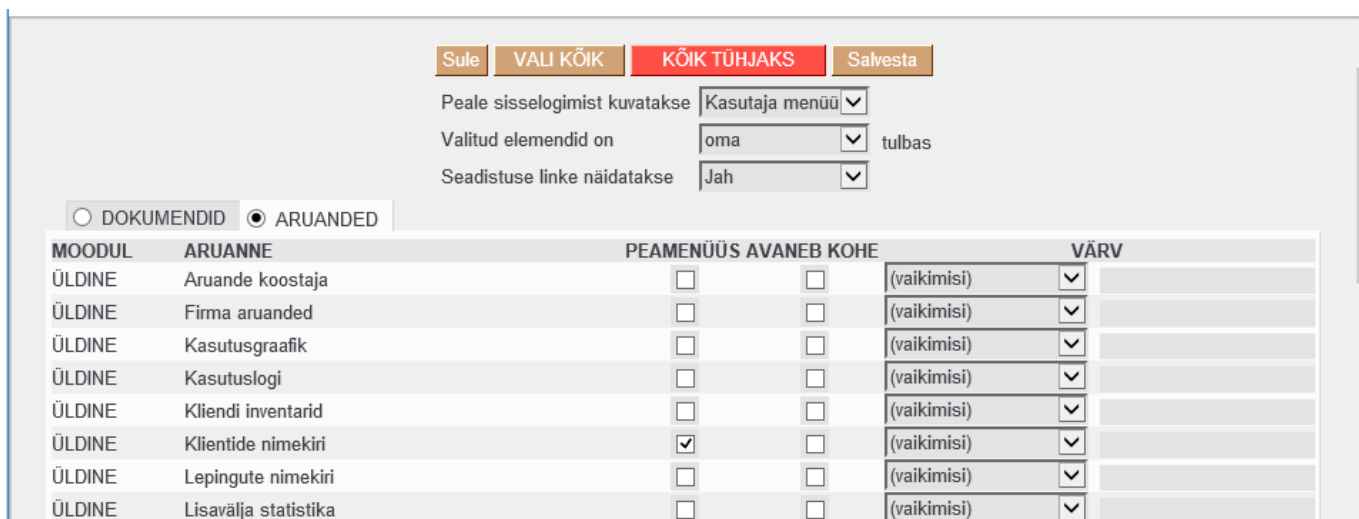 Sule VALI KÕIK KÕIK TÜHJAKS Salvesta
Peale sisselogimist kuvatakse Kasutaja menüü
Valitud elemendid on oma tulbas
Seadistuse linke näidatakse Jah
DOKUMENDID ARUANDED
MOODUL ARUANNE PEAMENÜÜS AVANEB KOHE VÄRV
ÜLDINE Aruande koostaja (vaikimisi)
ÜLDINE Firma aruanded (vaikimisi)
ÜLDINE Kasutusgraafik (vaikimisi)
ÜLDINE Kasutuslogi (vaikimisi)
ÜLDINE Kliendi inventarid (vaikimisi)
ÜLDINE Klientide nimekiri (vaikimisi)
ÜLDINE Lepingute nimekiri (vaikimisi)
ÜLDINE Lisavälja statistika (vaikimisi)